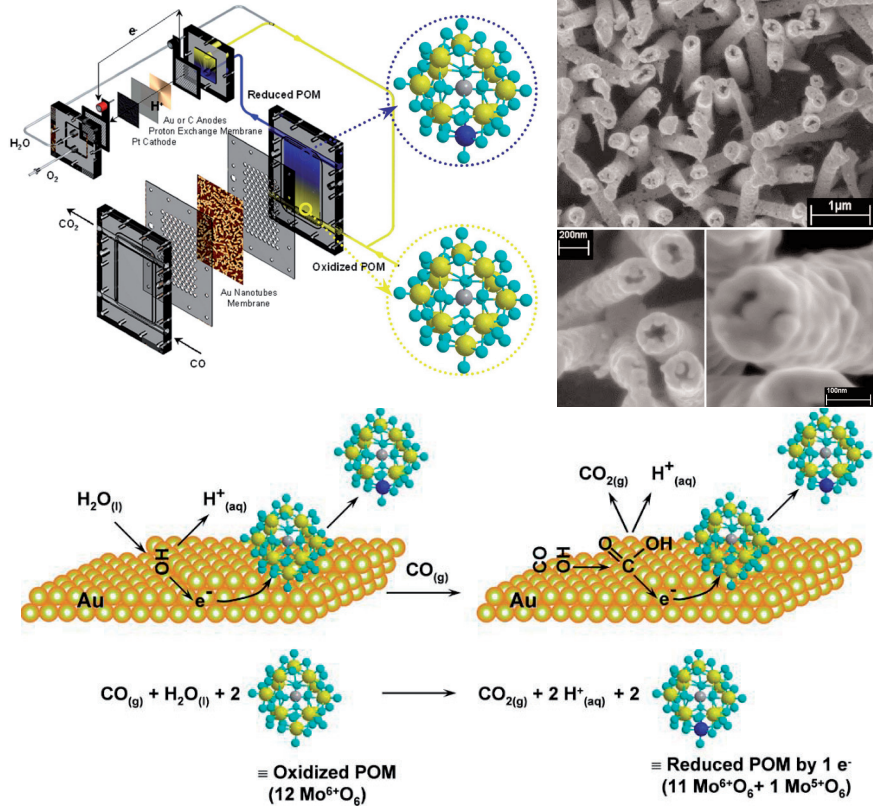 e-
H+
Reduced POM
Au or C Anodes
Proton Exchange Membrane
Pt Cathode
H2O
O2
CO2
Oxidized POM
Au Nanotubes
Membrane
CO
1µm
200nm
100nm
H2O(l)
H+(aq)
OH
e-
Au
CO(g)
CO2(g)
H+(aq)
O
OH
C
CO
OH
e-
Au
CO(g) + H2O(l) + 2
CO2(g) + 2 H+(aq) + 2
≡ Oxidized POM
(12 Mo6+O6)
≡ Reduced POM by 1 e-
(11 Mo6+O6+ 1 Mo5+O6)